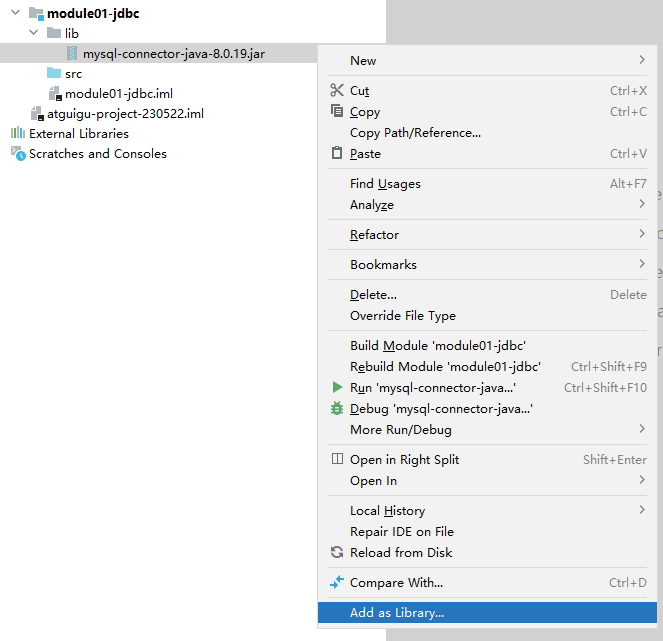 module01-jdbc
lib
mysql-connector-java-8.0.19.jar
src
module01-jdbc.iml
atguigu-project-230522.iml
External Libraries
Scratches and Consoles
New
Cut Ctrl+X
Copy Ctrl+C
Copy Path/Reference...
Paste Ctrl+V
Find Usages Alt+F7
Analyze
Refactor
Bookmarks
Delete... Delete
Override File Type
Build Module 'module01-jdbc'
Rebuild Module 'module01-jdbc' Ctrl+Shift+F9
Run 'mysql-connector-java...' Ctrl+Shift+F10
Debug 'mysql-connector-java...'
More Run/Debug
Open in Right Split Shift+Enter
Open In
Local History
Repair IDE on File
Reload from Disk
Compare With... Ctrl+D
Add as Library...